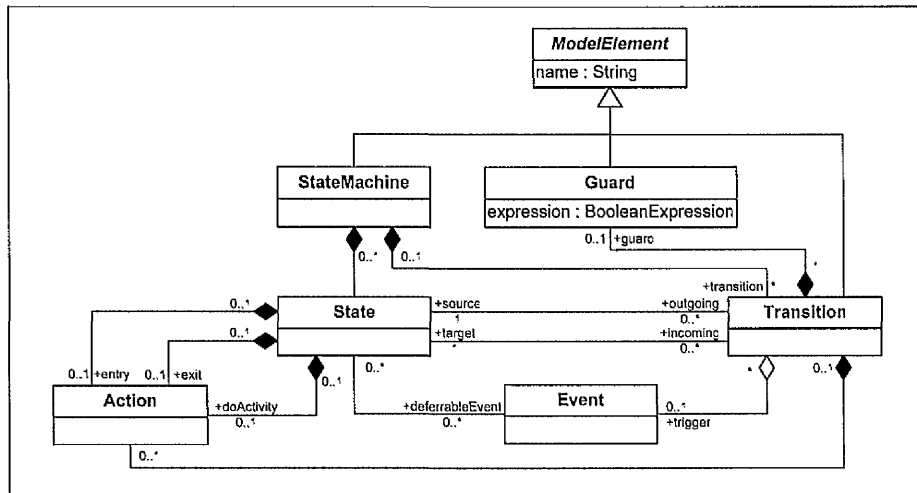 ModelElement
name : String
StateMachine
Guard
expression : BooleanExpression
0..* 0..1
0..1 +guard
*
+transition *
0..1
State
+source
1
+outgoing
0..*
Transition
0..1
+target
*
+incoming
0..*
0..1 +entry
0..1 +exit
0..1
0..*
*
0..1
Action
+doActivity
0..1
+deferrableEvent
0..*
Event
0..1
+trigger
0..*